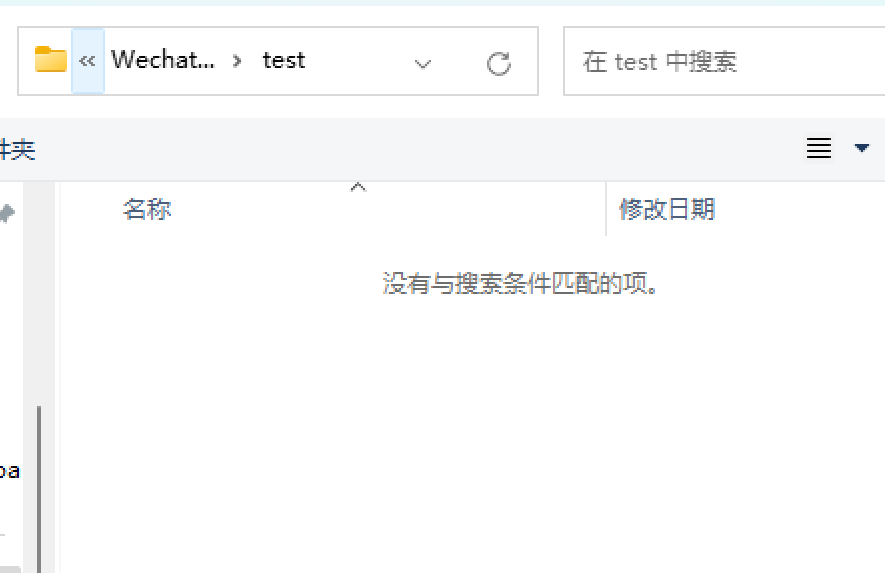 « Wechat... › test
在 test 中搜索
件夹
名称
修改日期
没有与搜索条件匹配的项。